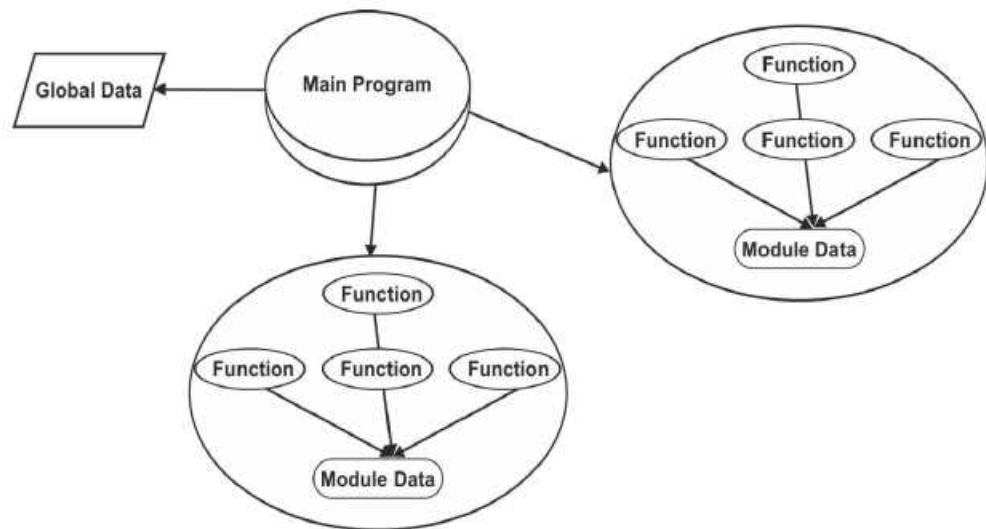 Global Data
Main Program
Function
Function
Function
Function
Module Data
Function
Function
Function
Function
Module Data